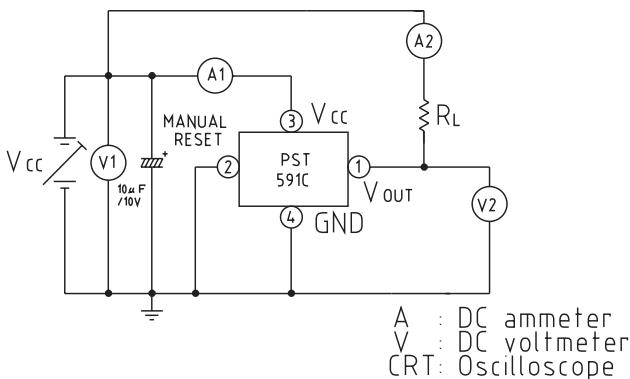 A2
A1
RL
3 Vcc
MANUAL
RESET
Vcc
V1
+
10μF
/10V
2
PST
591C
1
VOUT
V2
4 GND
A : DC ammeter
V : DC voltmeter
CRT: Oscilloscope